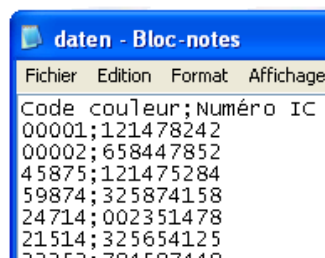 daten - Bloc-notes
Fichier Edition Format Affichage
Code couleur;Numéro IC
00001;121478242
00002;658447852
45875;121475284
59874;325874158
24714;002351478
21514;325654125